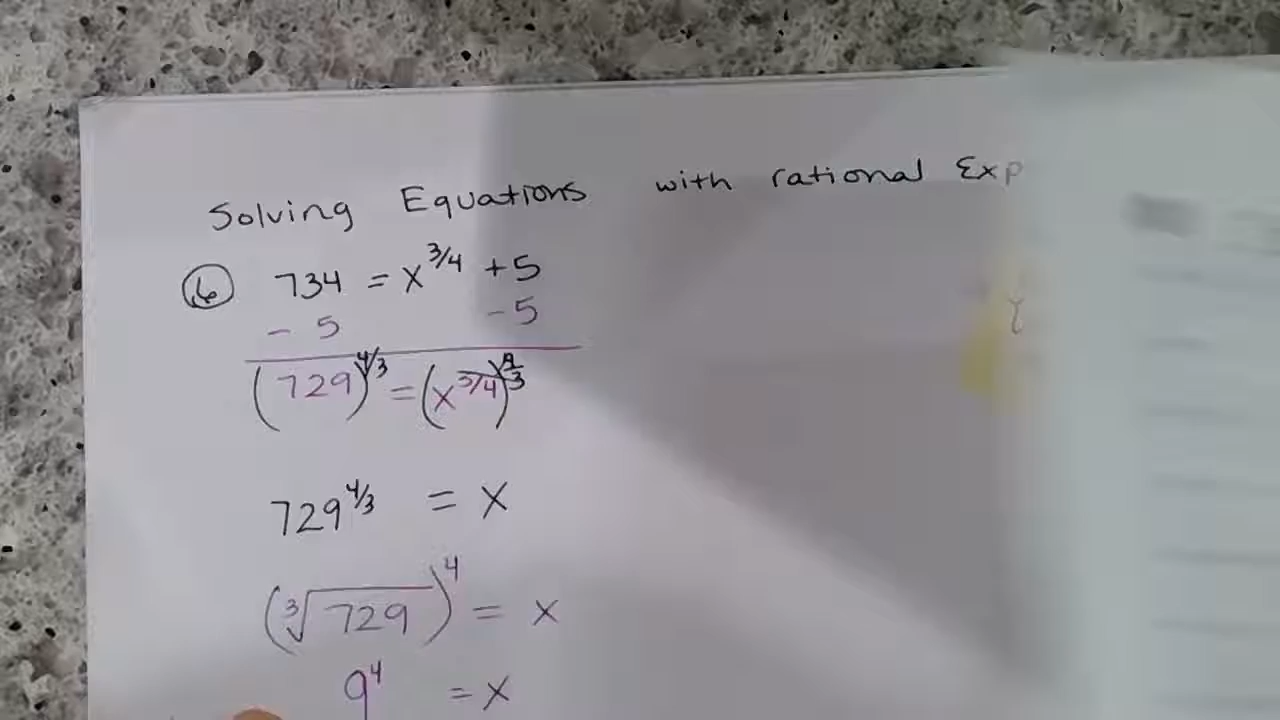 Solving Equations with rational Exp
6 734 = x^3/4 + 5
- 5 - 5
(729)^4/3 = (x^3/4)^4/3
729^4/3 = x
(∛729)^4 = x
9^4 = x